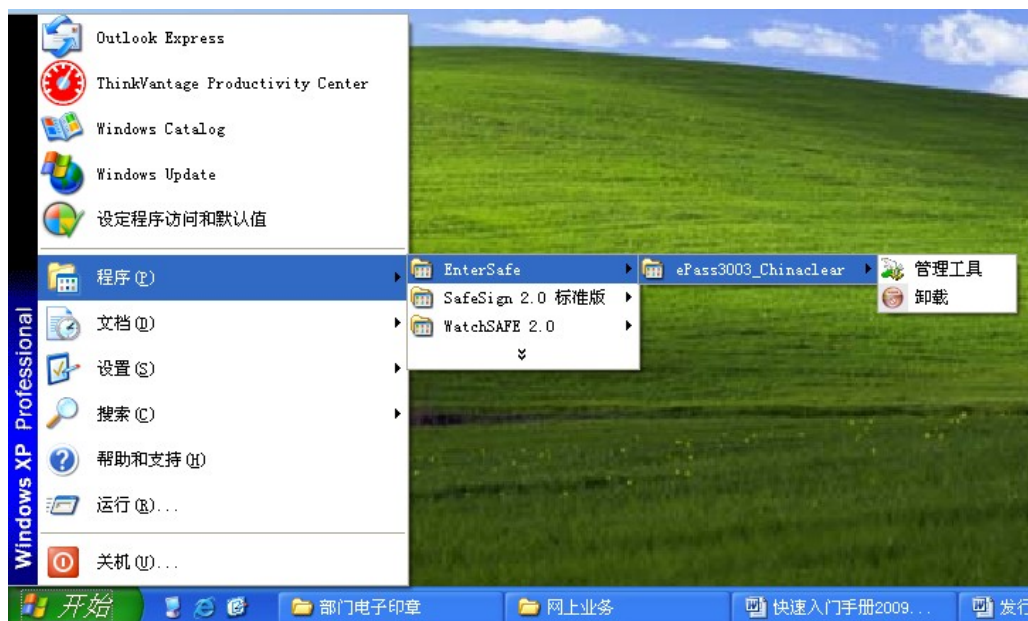 Outlook Express
ThinkVantage Productivity Center
Windows Catalog
Windows Update
设定程序访问和默认值
程序(P)
文档(D)
设置(S)
搜索(C)
帮助和支持(H)
运行(R)...
关机(U)...
Windows XP Professional
EnterSafe
SafeSign 2.0 标准版
WatchSAFE 2.0
ePass3003_Chinaclear
管理工具
卸载
开始
部门电子印章
网上业务
快速入门手册2009...
发行